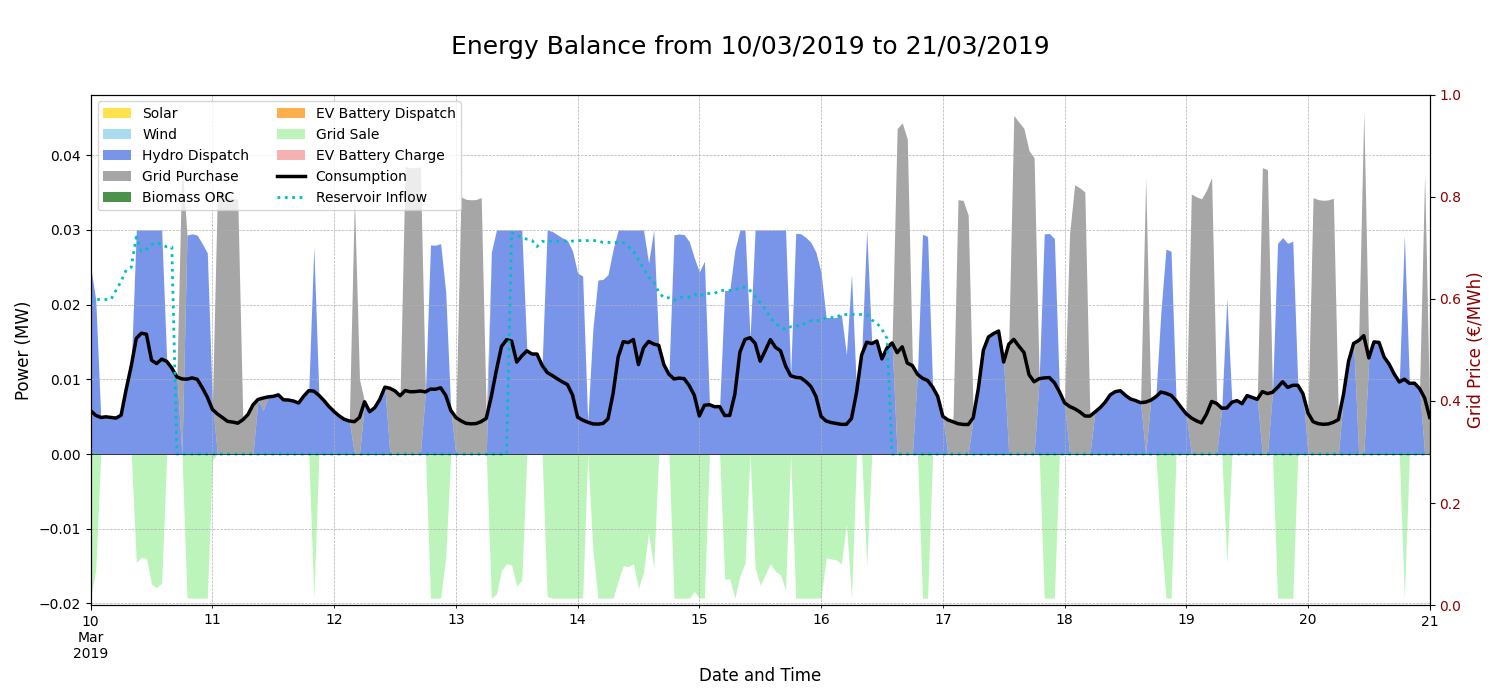 Energy Balance from 10/03/2019 to 21/03/2019
Solar
Wind
Hydro Dispatch
Grid Purchase
Biomass ORC
EV Battery Dispatch
Grid Sale
EV Battery Charge
Consumption
Reservoir Inflow
Power (MW)
0.04
0.03
0.02
0.01
0.00
−0.01
−0.02
1.0
0.8
0.6
0.4
0.2
0.0
Grid Price (€/MWh)
10 11 12 13 14 15 16 17 18 19 20 21
Mar
2019
Date and Time